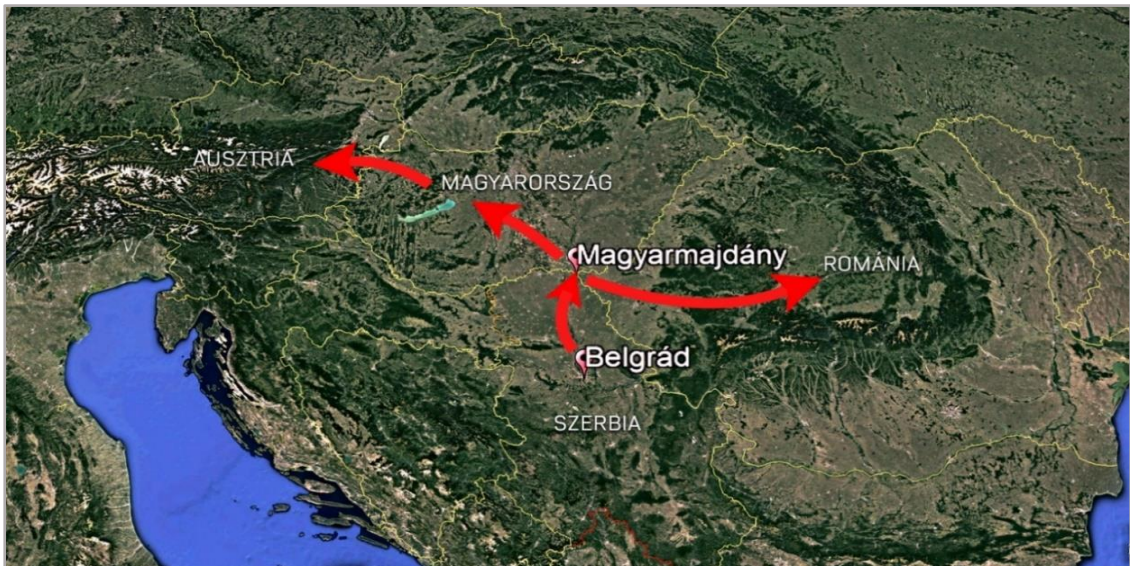 AUSZTRIA
MAGYARORSZÁG
Magyarmajdány
ROMÁNIA
Belgrád
SZERBIA